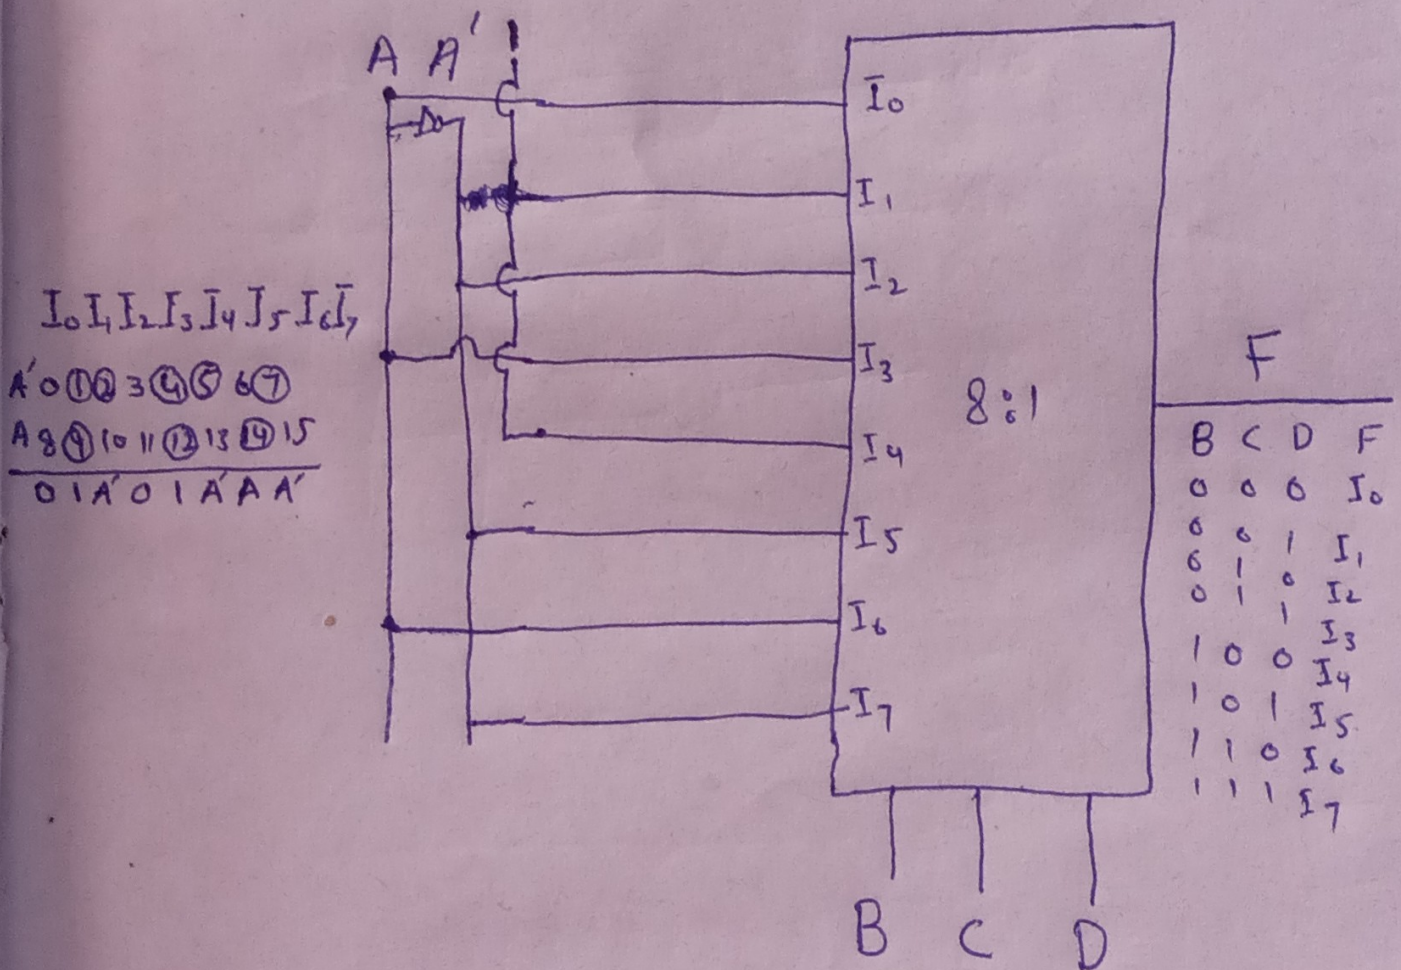 A A' 1
I0
I1
I2
I3
I4
I5
I6
I7
8:1
I0 I1 I2 I3 I4 I5 I6 I7
A' 0 1 2 3 4 5 6 7
A 8 9 10 11 12 13 14 15
0 1 A' 0 1 A' A A'
F
B C D F
0 0 0 I0
0 0 1 I1
0 1 0 I2
0 1 1 I3
1 0 0 I4
1 0 1 I5
1 1 0 I6
1 1 1 I7
B C D